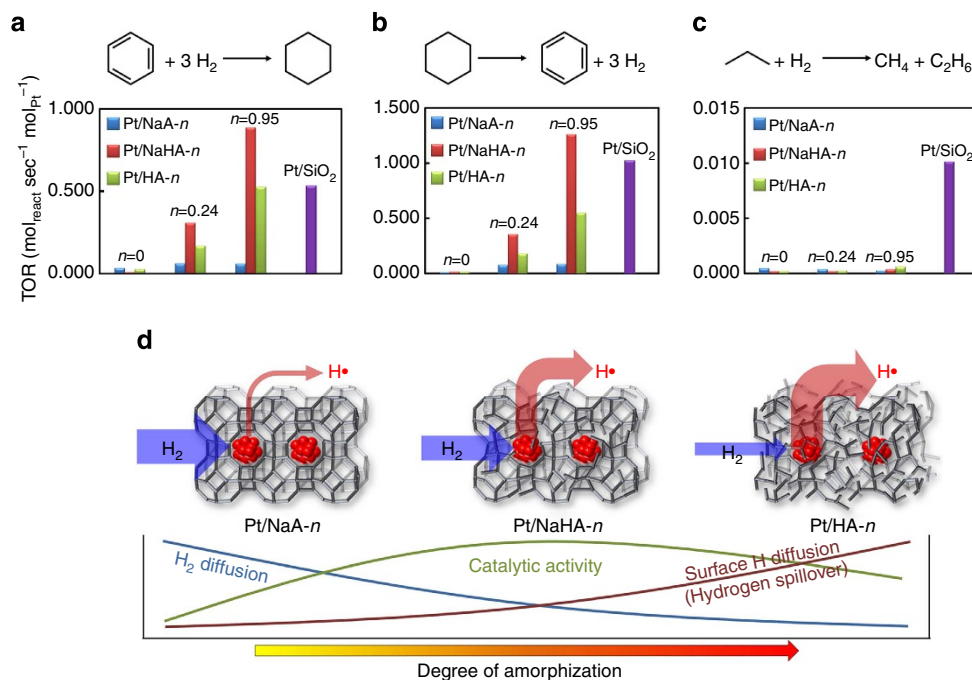 a
+ 3 H₂
TOR (mol_react sec⁻¹ mol_Pt⁻¹)
1.000
0.500
0.000
Pt/NaA-n
Pt/NaHA-n
Pt/HA-n
n=0
n=0.24
n=0.95
Pt/SiO₂
b
+ 3 H₂
1.500
1.000
0.500
0.000
Pt/NaA-n
Pt/NaHA-n
Pt/HA-n
n=0
n=0.24
n=0.95
Pt/SiO₂
c
+ H₂
CH₄ + C₂H₆
0.015
0.010
0.005
0.000
Pt/NaA-n
Pt/NaHA-n
Pt/HA-n
n=0
n=0.24
n=0.95
Pt/SiO₂
d
H•
H₂
Pt/NaA-n
H•
H₂
Pt/NaHA-n
H•
H₂
Pt/HA-n
H₂ diffusion
Catalytic activity
Surface H diffusion
(Hydrogen spillover)
Degree of amorphization